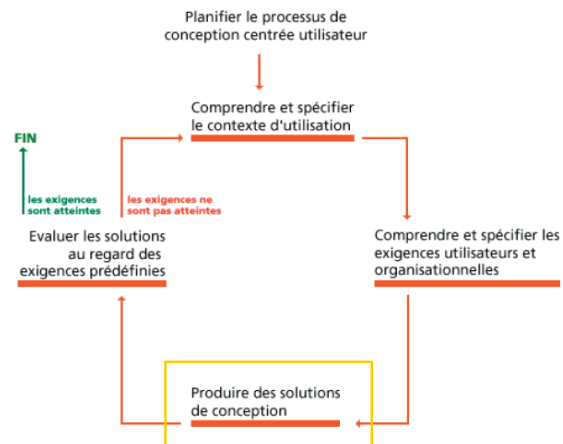 Planifier le processus de
conception centrée utilisateur
Comprendre et spécifier
le contexte d'utilisation
FIN
les exigences
sont atteintes
les exigences ne
sont pas atteintes
Evaluer les solutions
au regard des
exigences prédéfinies
Comprendre et spécifier les
exigences utilisateurs et
organisationnelles
Produire des solutions
de conception